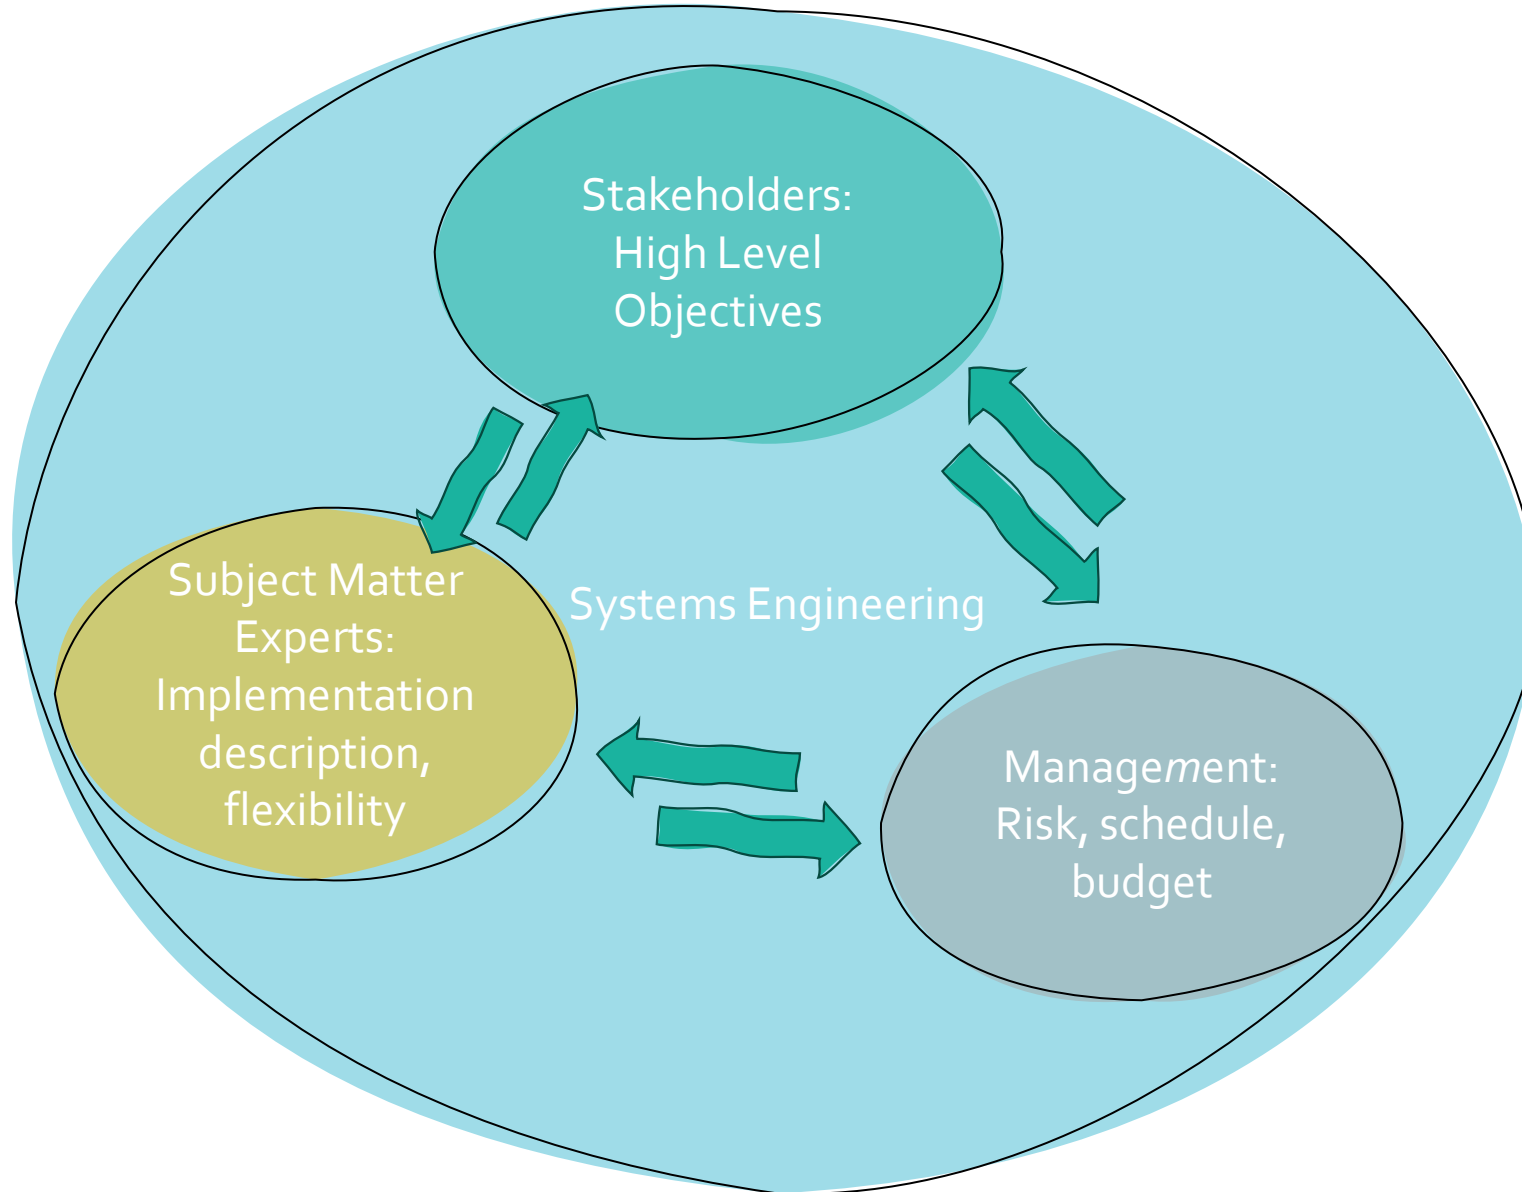 Stakeholders:
High Level
Objectives
Subject Matter
Experts:
Implementation
description,
flexibility
Systems Engineering
Management:
Risk, schedule,
budget